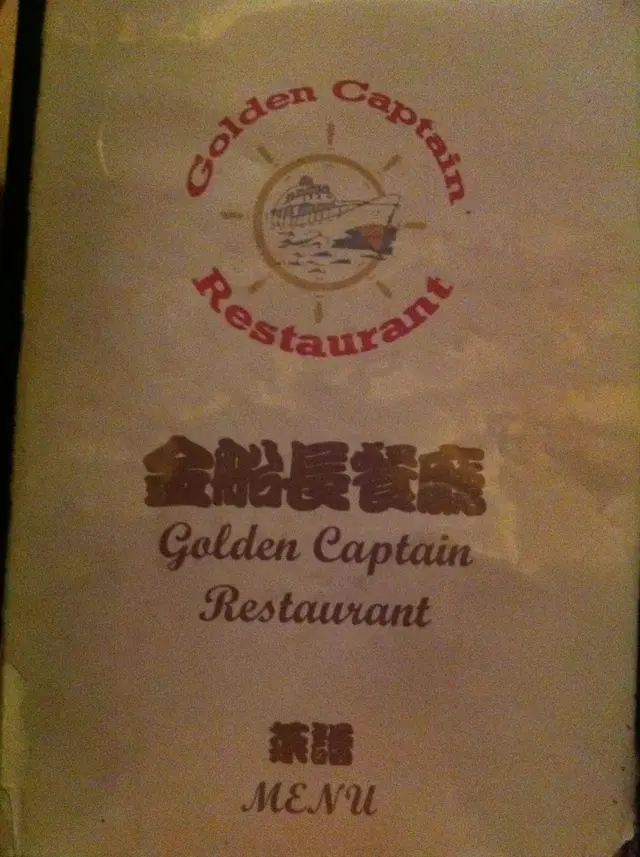 Golden Captain
Restaurant
金船長餐廳
Golden Captain
Restaurant
菜譜
MENU